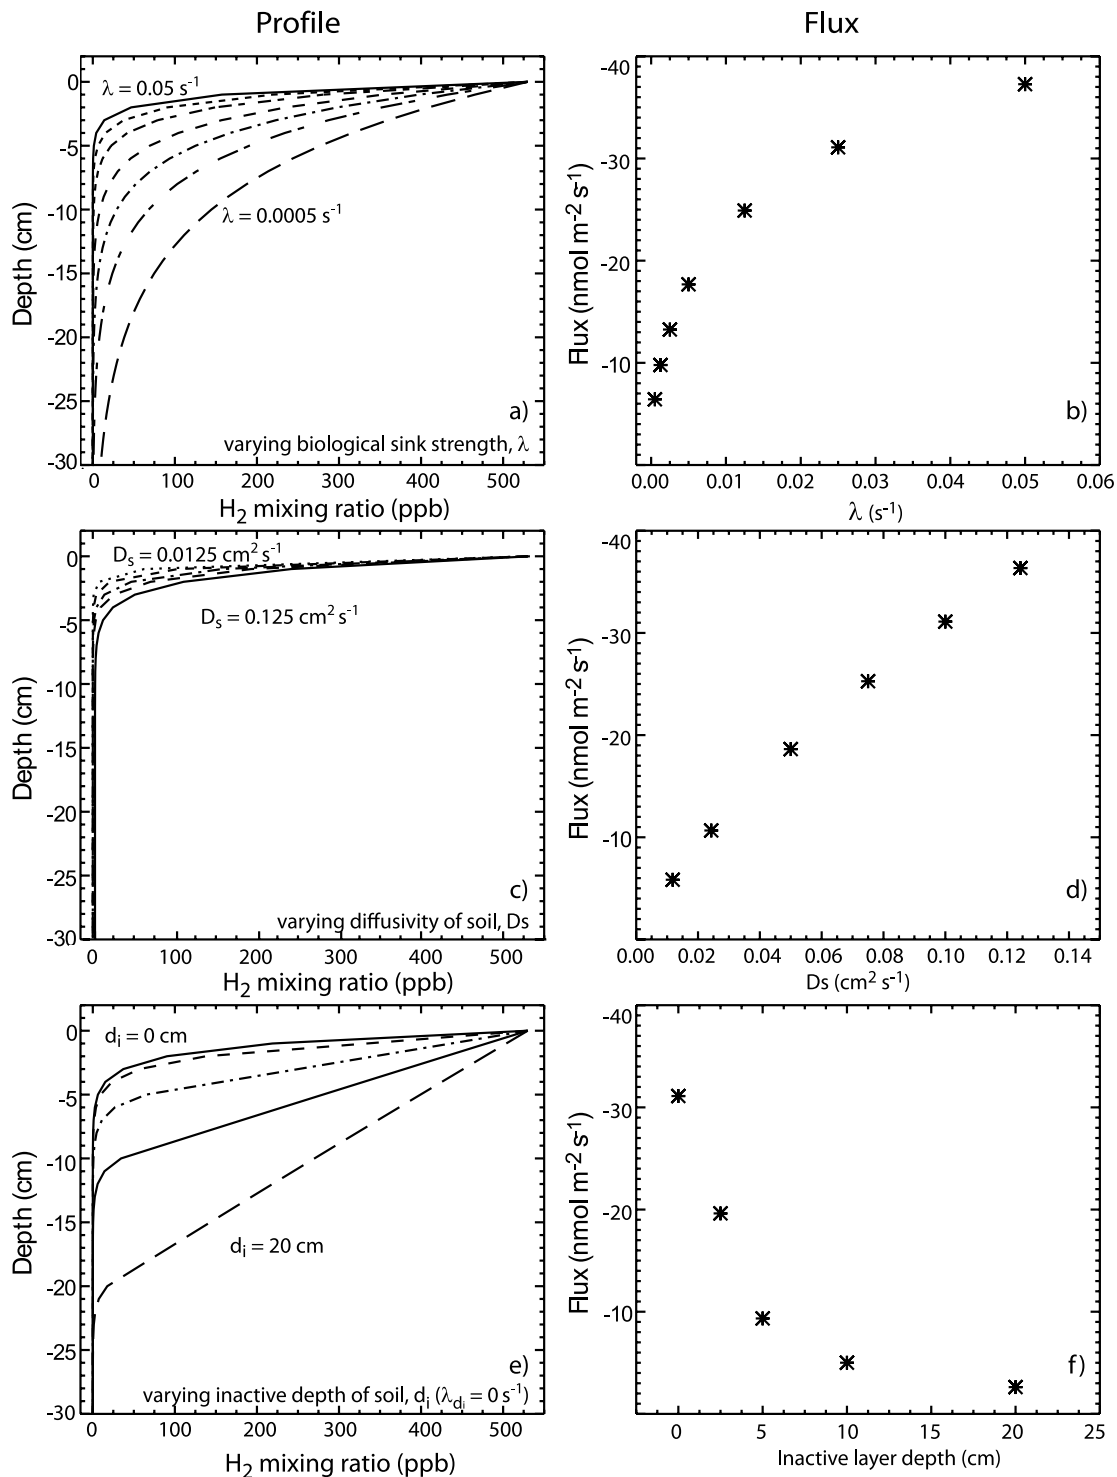 Profile
Flux
0
-5
-10
-15
-20
-25
-30
Depth (cm)
λ = 0.05 s⁻¹
λ = 0.0005 s⁻¹
a)
varying biological sink strength, λ
0 100 200 300 400 500
H₂ mixing ratio (ppb)
-40
-30
-20
-10
Flux (nmol m⁻² s⁻¹)
b)
0.00 0.01 0.02 0.03 0.04 0.05 0.06
λ (s⁻¹)
0
-5
-10
-15
-20
-25
-30
Depth (cm)
Dₛ = 0.0125 cm² s⁻¹
Dₛ = 0.125 cm² s⁻¹
c)
varying diffusivity of soil, Ds
0 100 200 300 400 500
H₂ mixing ratio (ppb)
-40
-30
-20
-10
Flux (nmol m⁻² s⁻¹)
d)
0.00 0.02 0.04 0.06 0.08 0.10 0.12 0.14
Ds (cm² s⁻¹)
0
-5
-10
-15
-20
-25
-30
Depth (cm)
dᵢ = 0 cm
dᵢ = 20 cm
e)
varying inactive depth of soil, dᵢ (λdᵢ = 0 s⁻¹)
0 100 200 300 400 500
H₂ mixing ratio (ppb)
-40
-30
-20
-10
Flux (nmol m⁻² s⁻¹)
f)
0 5 10 15 20 25
Inactive layer depth (cm)